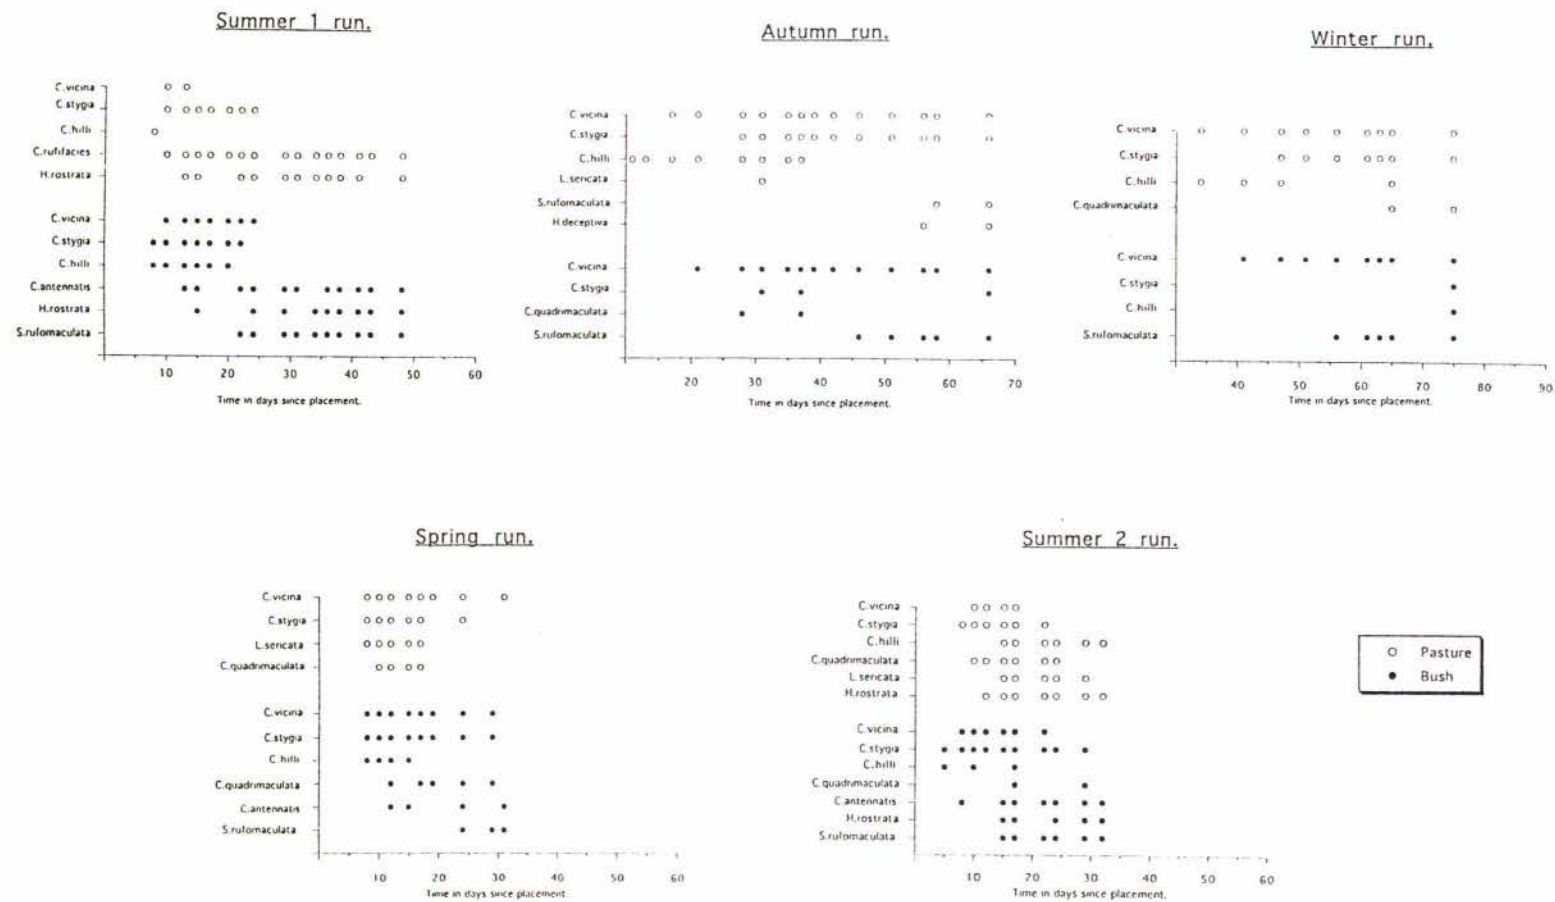 Summer 1 run.
C.vicina
C.stygia
C.hilli
C.rufifacies
H.rostrata
C.vicina
C.stygia
C.hilli
C.antennatis
H.rostrata
S.rufomaculata
10 20 30 40 50 60
Time in days since placement.
Autumn run.
C.vicina
C.stygia
C.hilli
L.sericata
S.rufomaculata
H.deceptiva
C.vicina
C.stygia
C.quadrimaculata
S.rufomaculata
20 30 40 50 60 70
Time in days since placement.
Winter run.
C.vicina
C.stygia
C.hilli
C.quadrimaculata
C.vicina
C.stygia
C.hilli
S.rufomaculata
40 50 60 70 80 90
Time in days since placement.
Spring run.
C.vicina
C.stygia
L.sericata
C.quadrimaculata
C.vicina
C.stygia
C.hilli
C.quadrimaculata
C.antennatis
S.rufomaculata
10 20 30 40 50 60
Time in days since placement.
Summer 2 run.
C.vicina
C.stygia
C.hilli
C.quadrimaculata
L.sericata
H.rostrata
C.vicina
C.stygia
C.hilli
C.quadrimaculata
C.antennatis
H.rostrata
S.rufomaculata
10 20 30 40 50 60
Time in days since placement.
Pasture
Bush